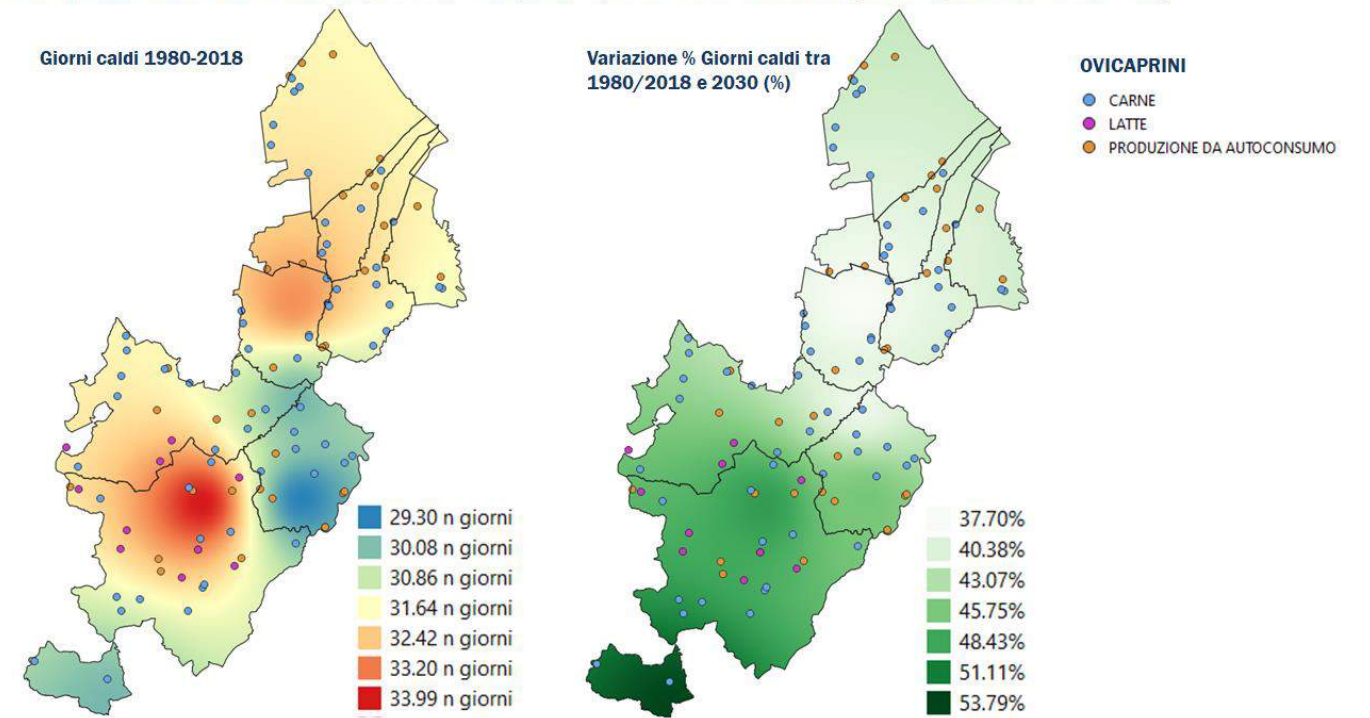 Giorni caldi 1980-2018
Variazione % Giorni caldi tra
1980/2018 e 2030 (%)
OVICAPRINI
CARNE
LATTE
PRODUZIONE DA AUTOCONSUMO
29.30 n giorni
30.08 n giorni
30.86 n giorni
31.64 n giorni
32.42 n giorni
33.20 n giorni
33.99 n giorni
37.70%
40.38%
43.07%
45.75%
48.43%
51.11%
53.79%